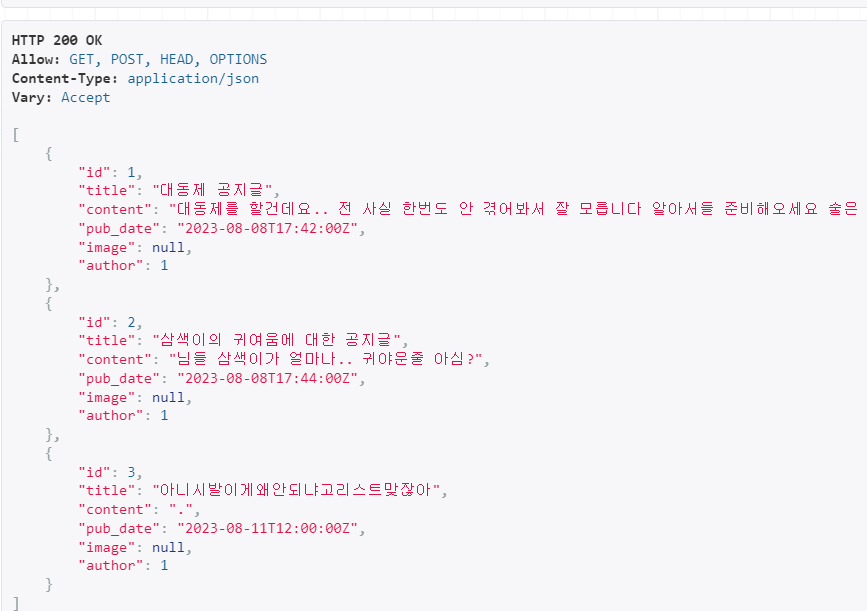 HTTP 200 OK
Allow: GET, POST, HEAD, OPTIONS
Content-Type: application/json
Vary: Accept
[
    {
        "id": 1,
        "title": "대동제 공지글",
        "content": "대동제를 할건데요.. 전 사실 한번도 안 겪어봐서 잘 모릅니다 알아서들 준비해오세요 술은
        "pub_date": "2023-08-08T17:42:00Z",
        "image": null,
        "author": 1
    },
    {
        "id": 2,
        "title": "삼색이의 귀여움에 대한 공지글",
        "content": "님들 삼색이가 얼마나.. 귀야운줄 아심?",
        "pub_date": "2023-08-08T17:44:00Z",
        "image": null,
        "author": 1
    },
    {
        "id": 3,
        "title": "아니시발이게왜안되냐고리스트맞잖아",
        "content": ".",
        "pub_date": "2023-08-11T12:00:00Z",
        "image": null,
        "author": 1
    }
]